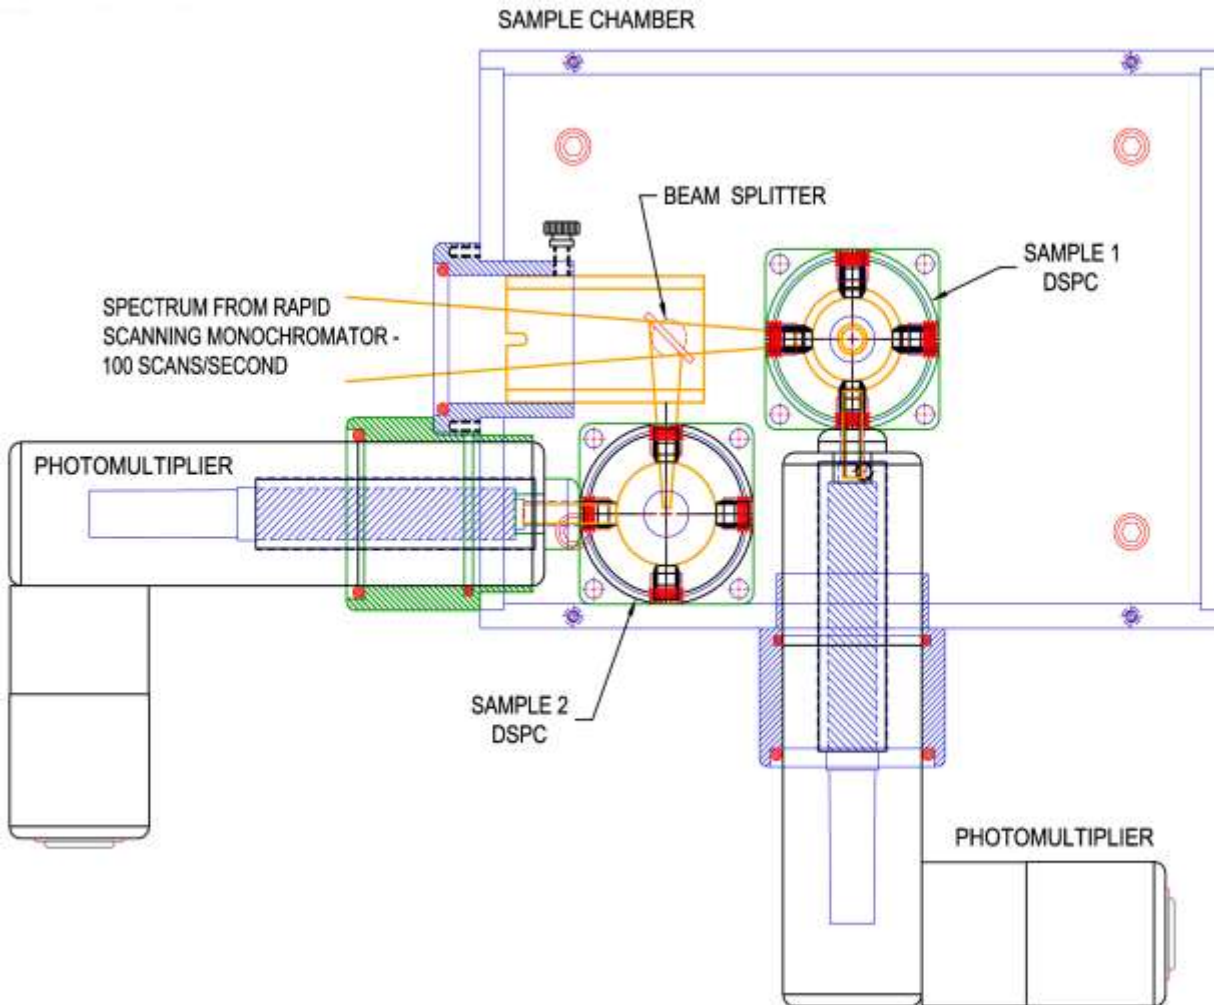 SAMPLE CHAMBER
BEAM SPLITTER
SAMPLE 1
DSPC
SPECTRUM FROM RAPID
SCANNING MONOCHROMATOR -
100 SCANS/SECOND
PHOTOMULTIPLIER
SAMPLE 2
DSPC
PHOTOMULTIPLIER